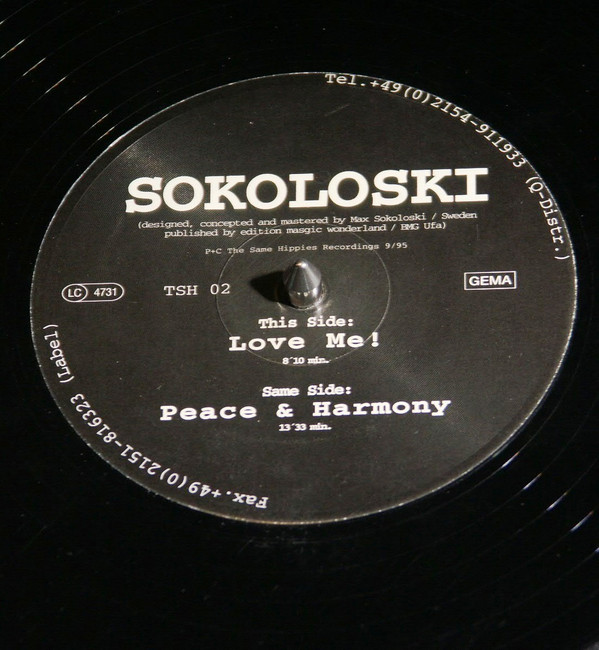 Tel.+49(0)2154-911933 (Q-Distr.)
SOKOLOSKI
(designed, concepted and mastered by Max Sokoloski / Sweden
published by edition masgic wonderland / BMG Ufa)
P+C The Same Hippies Recordings 9/95
LC 4731
TSH 02
GEMA
This Side:
Love Me!
8´10 min.
Same Side:
Peace & Harmony
13´33 min.
Fax.+49(0)2151-816323 (Label)